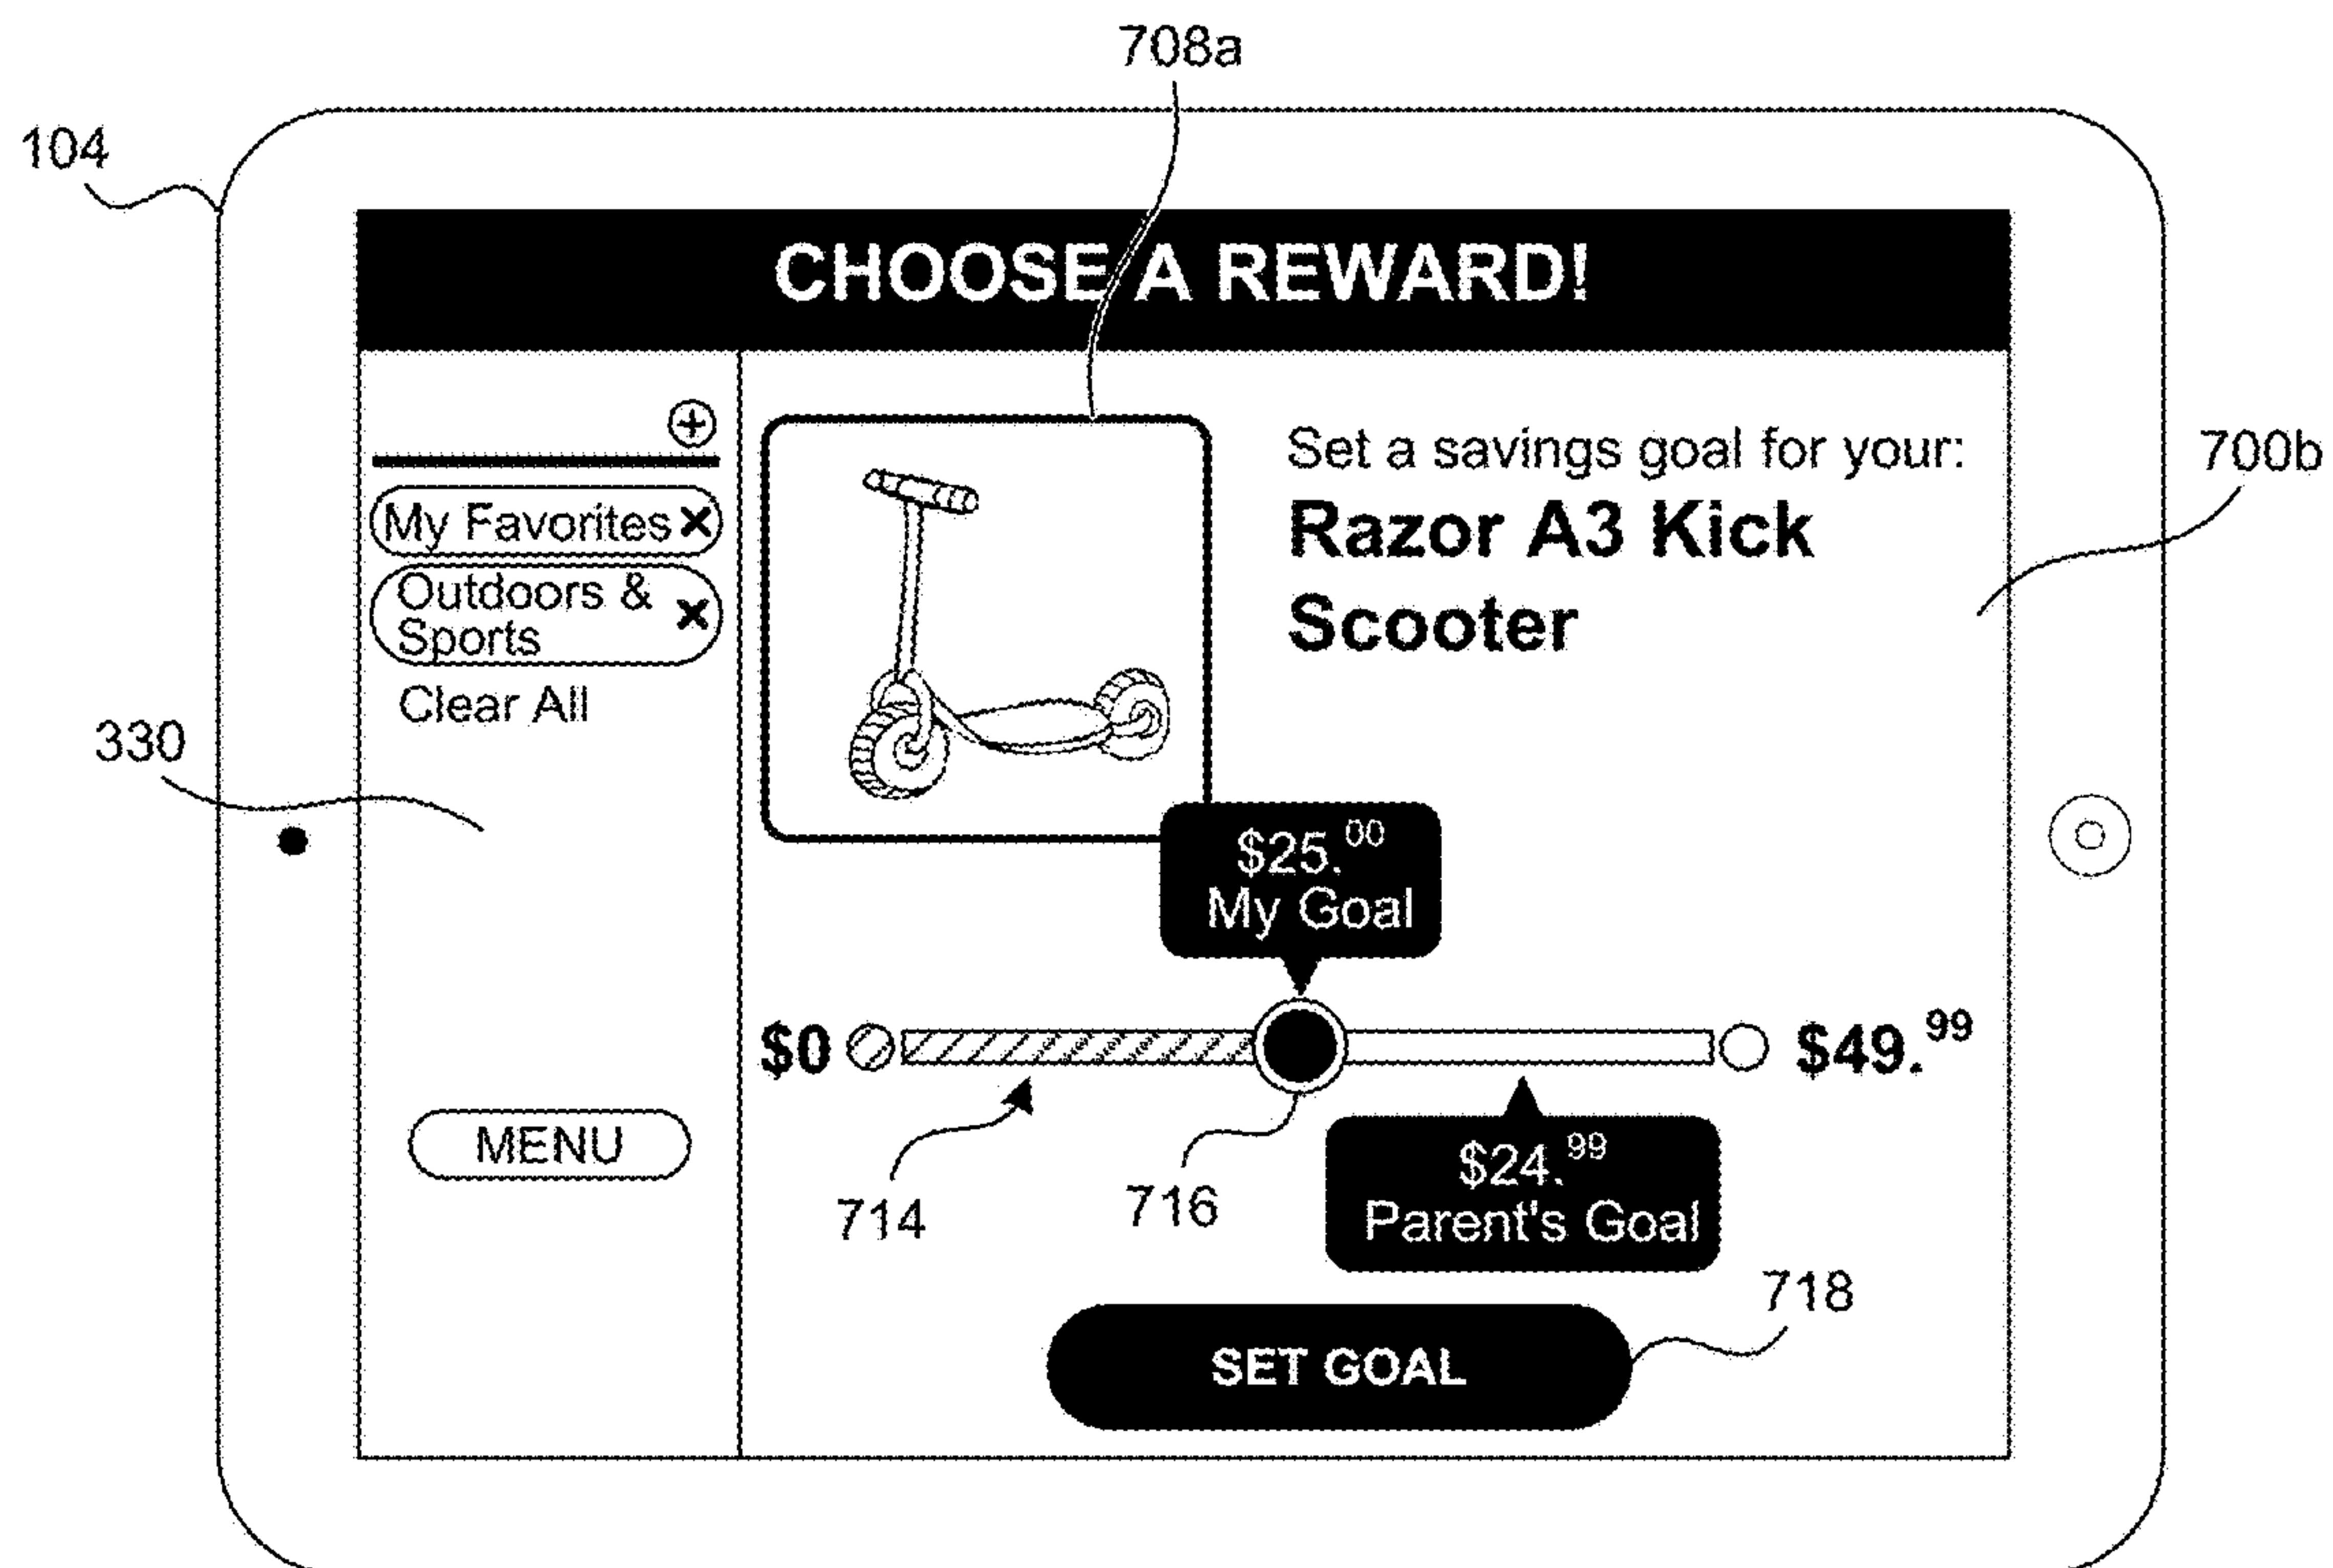 708a
104
CHOOSE A REWARD!
My Favorites ×
Outdoors &
Sports ×
Clear All
330
MENU
Set a savings goal for your:
Razor A3 Kick
Scooter
700b
$25.00
My Goal
$0
$49.99
714
716
$24.99
Parent's Goal
718
SET GOAL